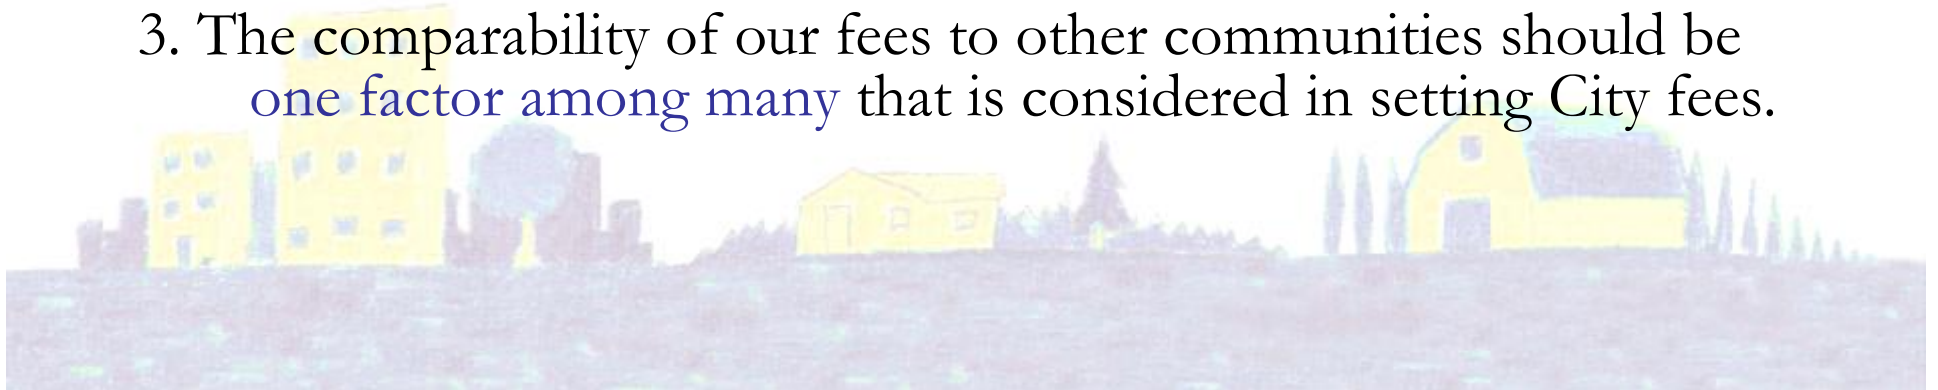 3. The comparability of our fees to other communities should be
one factor among many that is considered in setting City fees.